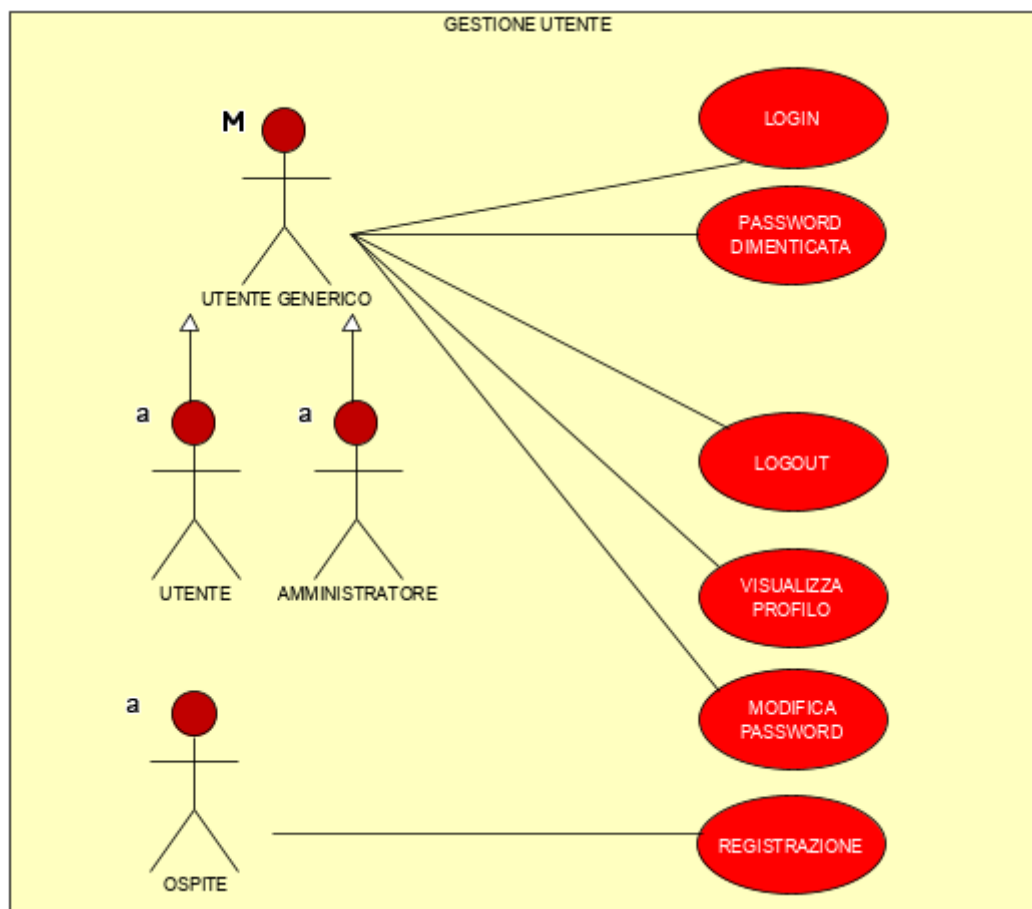 GESTIONE UTENTE
M
LOGIN
PASSWORD
DIMENTICATA
UTENTE GENERICO
a
a
LOGOUT
UTENTE
AMMINISTRATORE
VISUALIZZA
PROFILO
a
MODIFICA
PASSWORD
REGISTRAZIONE
OSPITE